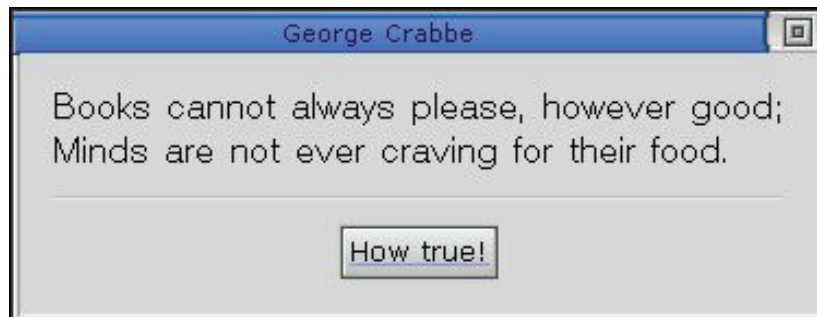 George Crabbe
Books cannot always please, however good;
Minds are not ever craving for their food.
How true!